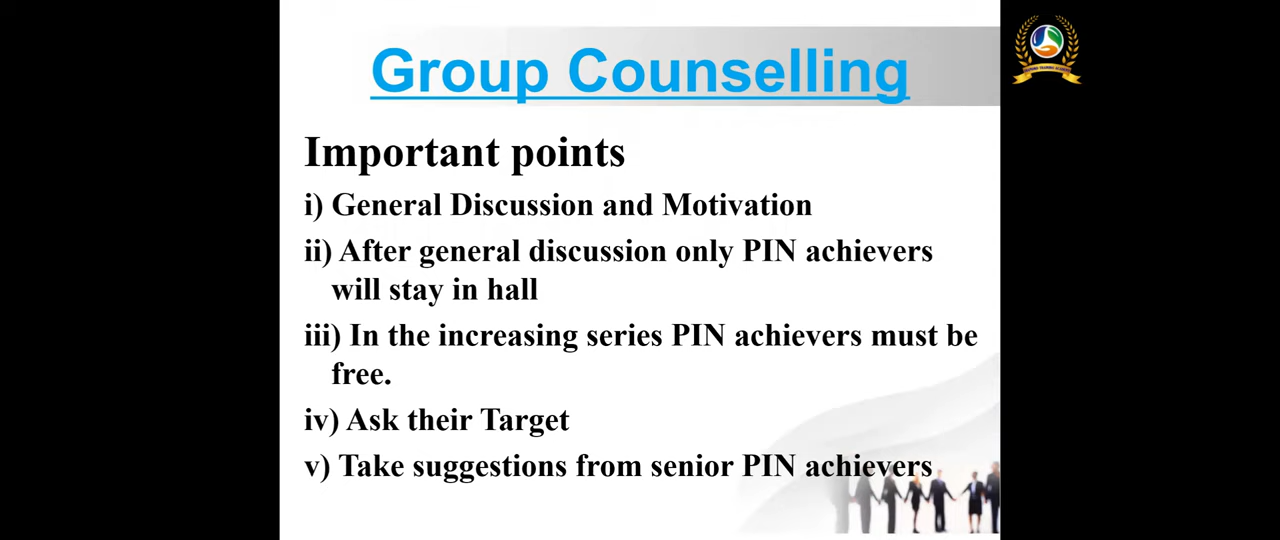 Group Counselling
Important points
i) General Discussion and Motivation
ii) After general discussion only PIN achievers
will stay in hall
iii) In the increasing series PIN achievers must be
free.
iv) Ask their Target
v) Take suggestions from senior PIN achievers